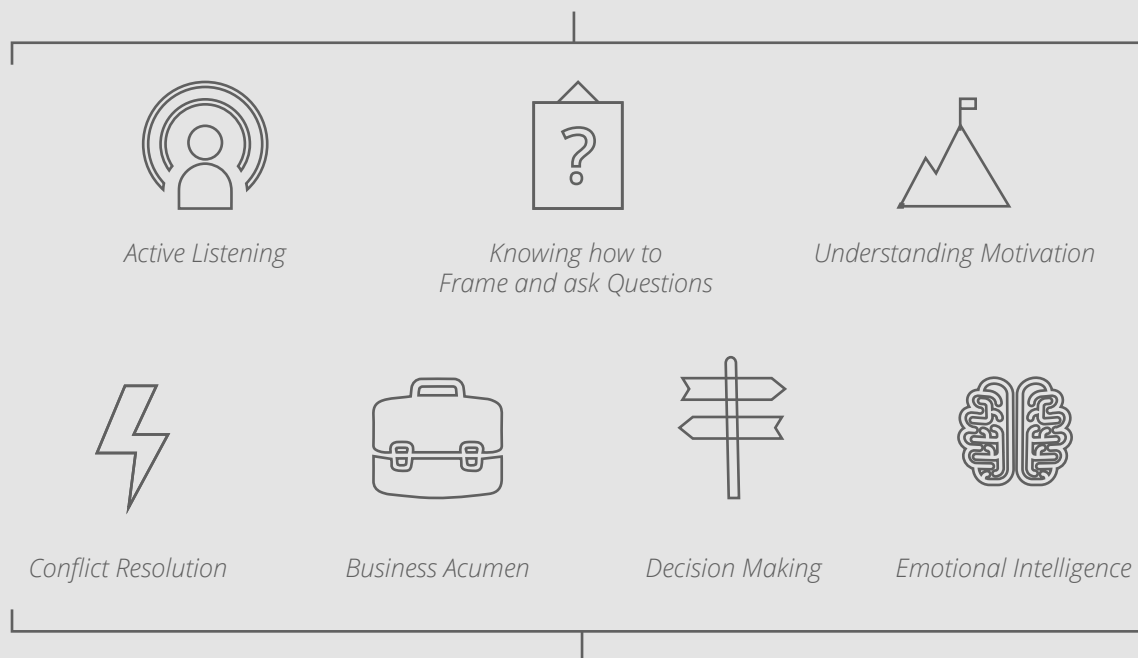 ?
Active Listening
Knowing how to
Frame and ask Questions
Understanding Motivation
Conflict Resolution
Business Acumen
Decision Making
Emotional Intelligence